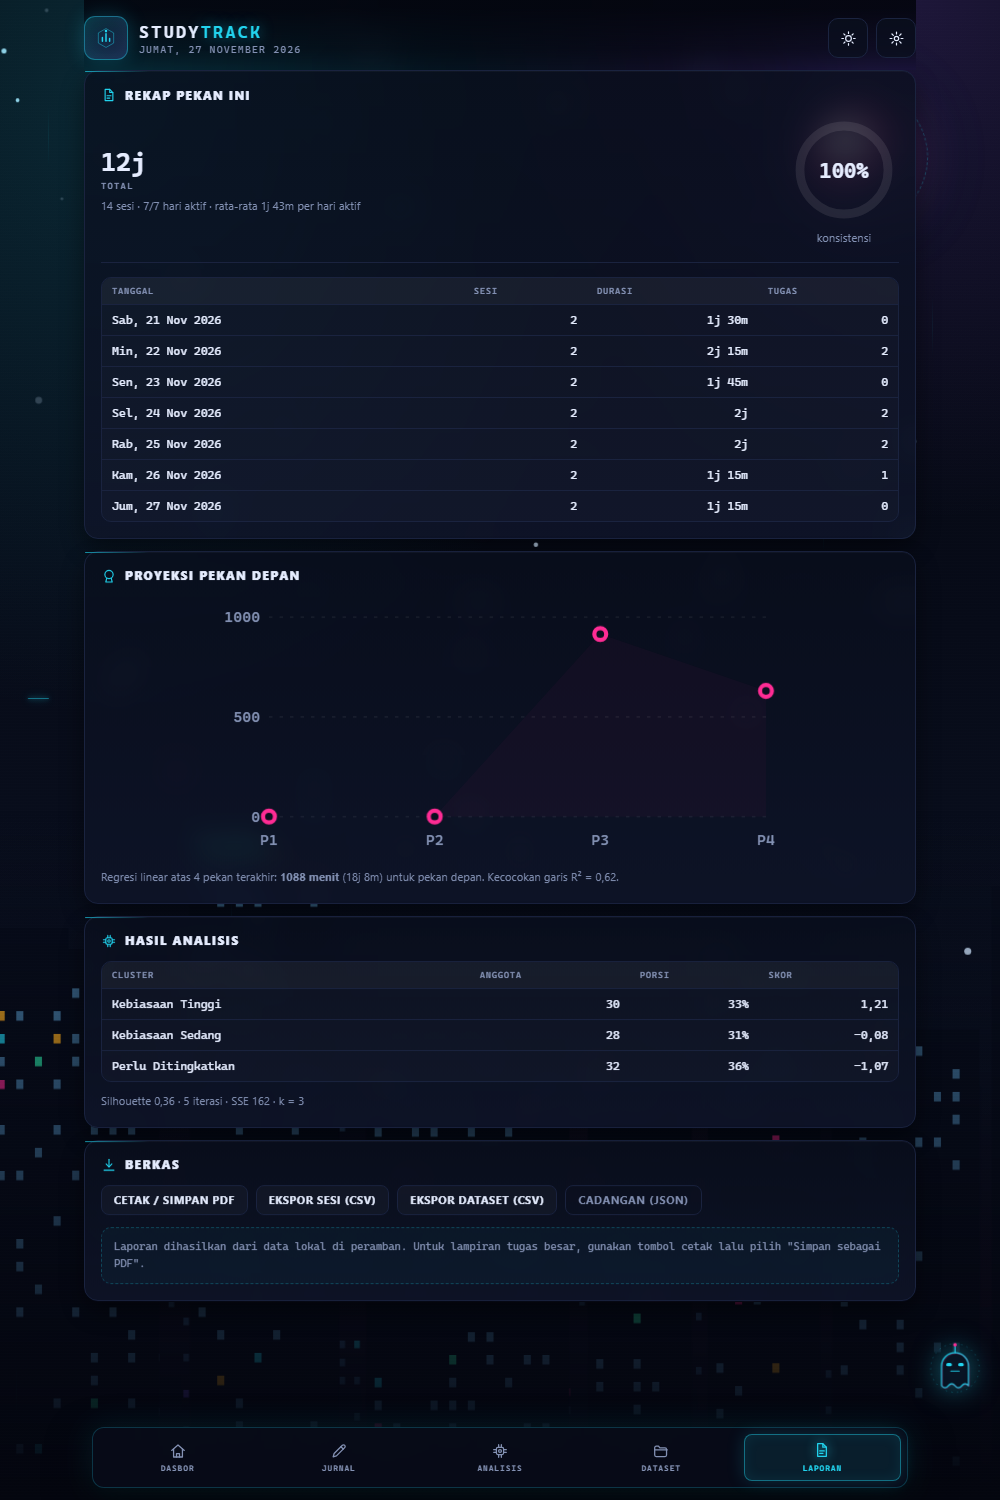 STUDYTRACK
JUMAT, 27 NOVEMBER 2026
REKAP PEKAN INI
12j
TOTAL
14 sesi · 7/7 hari aktif · rata-rata 1j 43m per hari aktif
100%
konsistensi
TANGGAL SESI DURASI TUGAS
Sab, 21 Nov 2026 2 1j 30m 0
Min, 22 Nov 2026 2 2j 15m 2
Sen, 23 Nov 2026 2 1j 45m 0
Sel, 24 Nov 2026 2 2j 2
Rab, 25 Nov 2026 2 2j 2
Kam, 26 Nov 2026 2 1j 15m 1
Jum, 27 Nov 2026 2 1j 15m 0
PROYEKSI PEKAN DEPAN
1000
500
0
P1 P2 P3 P4
Regresi linear atas 4 pekan terakhir: 1088 menit (18j 8m) untuk pekan depan. Kecocokan garis R² = 0,62.
HASIL ANALISIS
CLUSTER ANGGOTA PORSI SKOR
Kebiasaan Tinggi 30 33% 1,21
Kebiasaan Sedang 28 31% −0,08
Perlu Ditingkatkan 32 36% −1,07
Silhouette 0,36 · 5 iterasi · SSE 162 · k = 3
BERKAS
CETAK / SIMPAN PDF EKSPOR SESI (CSV) EKSPOR DATASET (CSV) CADANGAN (JSON)
Laporan dihasilkan dari data lokal di peramban. Untuk lampiran tugas besar, gunakan tombol cetak lalu pilih "Simpan sebagai
PDF".
DASBOR JURNAL ANALISIS DATASET LAPORAN